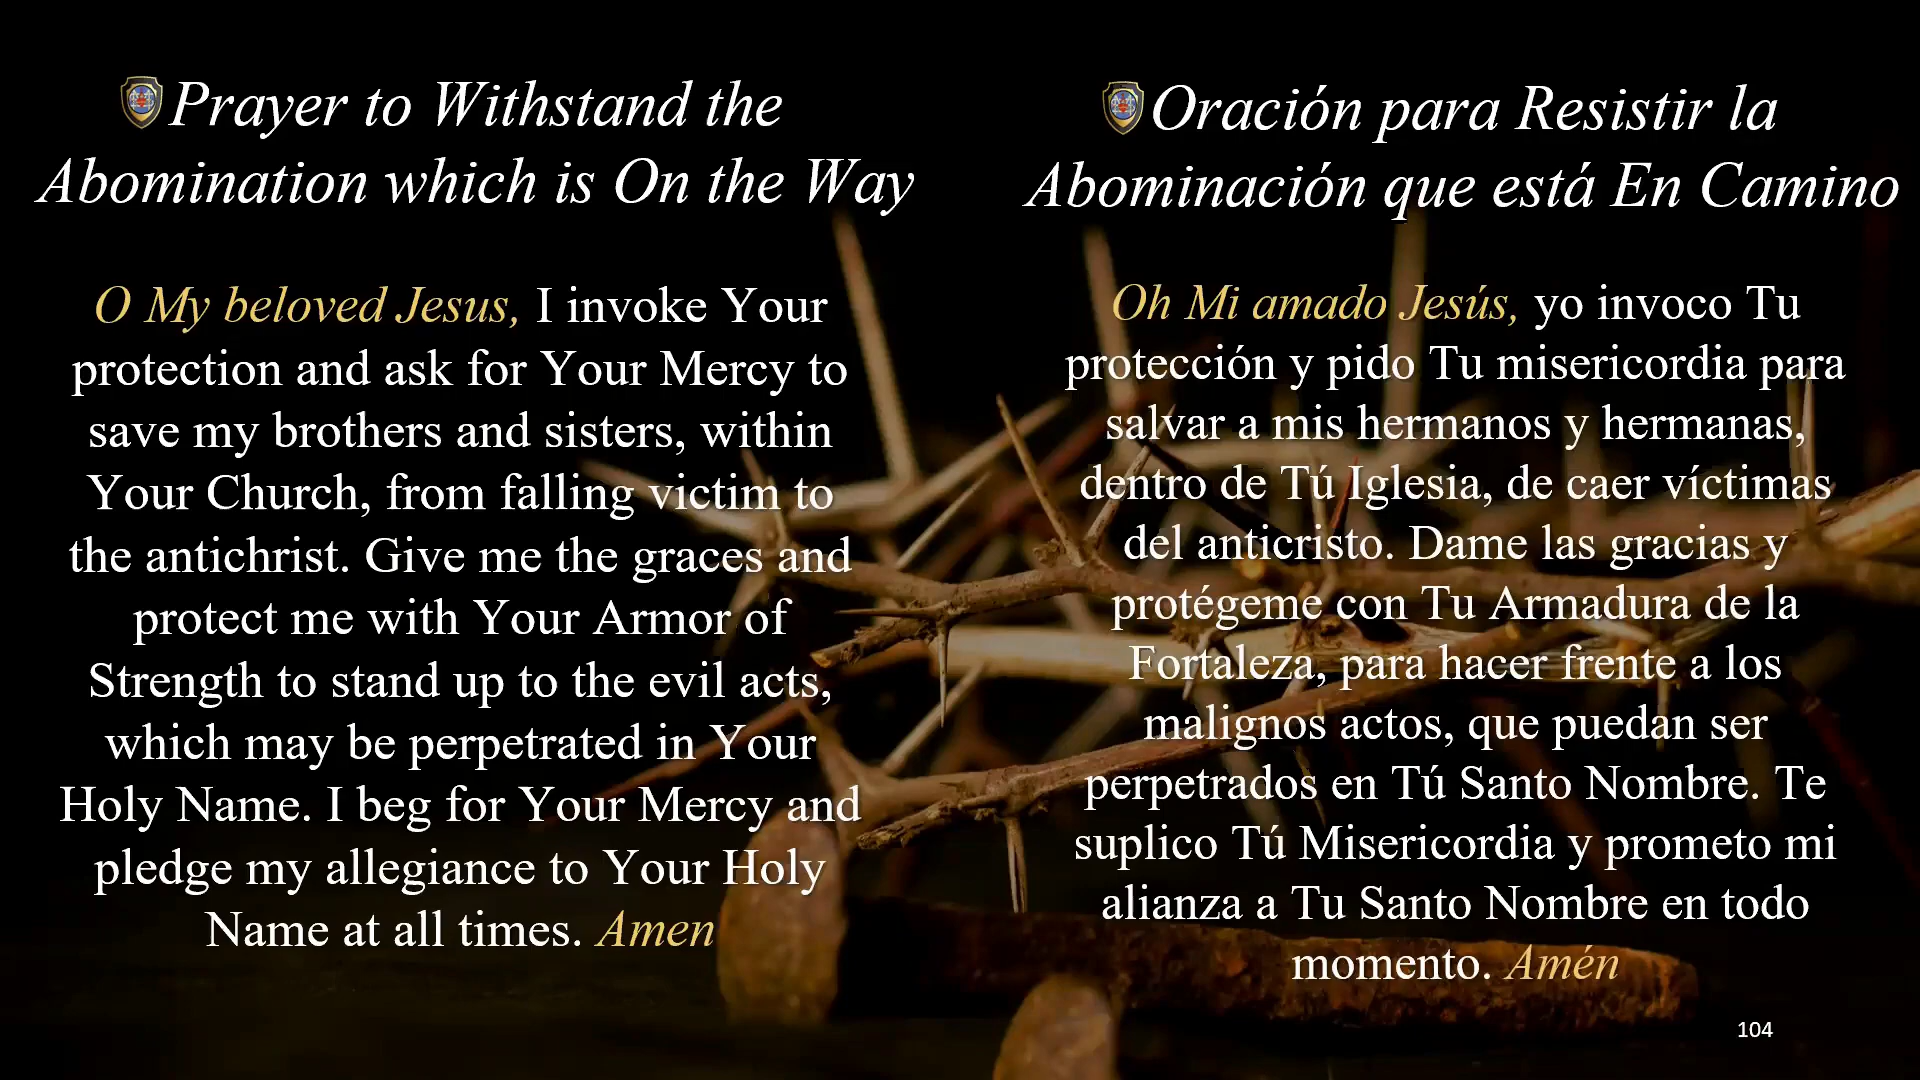 Prayer to Withstand the
Abomination which is On the Way
O My beloved Jesus, I invoke Your
protection and ask for Your Mercy to
save my brothers and sisters, within
Your Church, from falling victim to
the antichrist. Give me the graces and
protect me with Your Armor of
Strength to stand up to the evil acts,
which may be perpetrated in Your
Holy Name. I beg for Your Mercy and
pledge my allegiance to Your Holy
Name at all times. Amen
Oración para Resistir la
Abominación que está En Camino
Oh Mi amado Jesús, yo invoco Tu
protección y pido Tu misericordia para
salvar a mis hermanos y hermanas,
dentro de Tú Iglesia, de caer víctimas
del anticristo. Dame las gracias y
protégeme con Tu Armadura de la
Fortaleza, para hacer frente a los
malignos actos, que puedan ser
perpetrados en Tú Santo Nombre. Te
suplico Tú Misericordia y prometo mi
alianza a Tu Santo Nombre en todo
momento. Amén
104